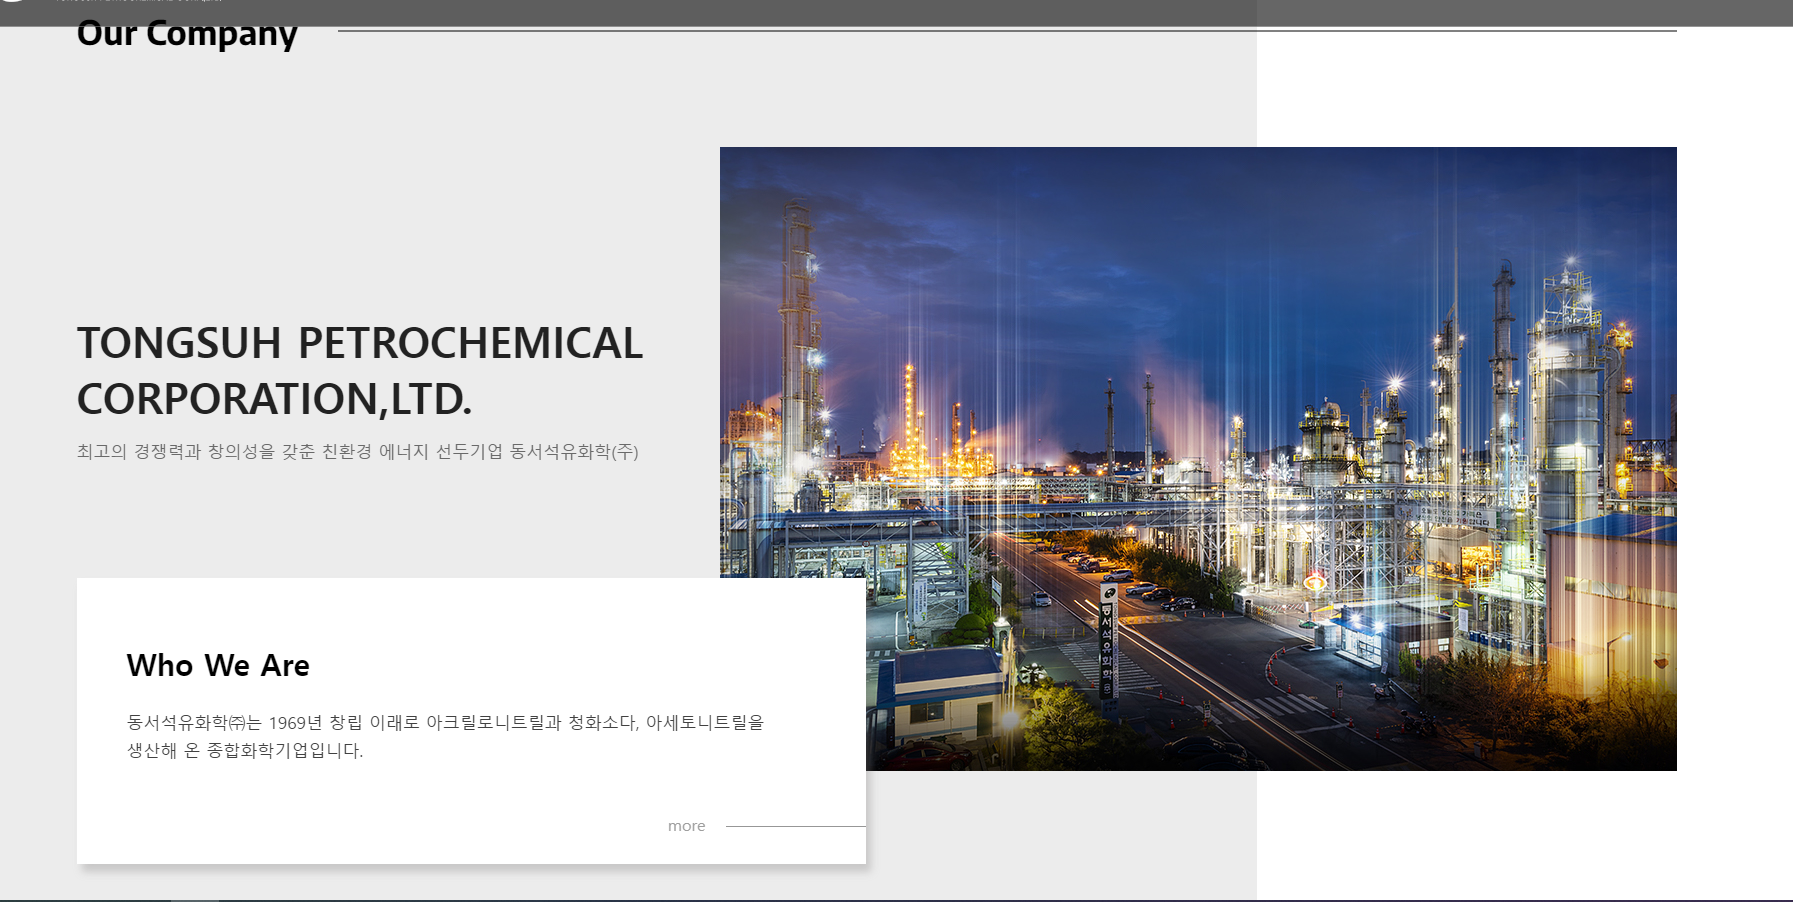 Our Company
TONGSUH PETROCHEMICAL
CORPORATION,LTD.
최고의 경쟁력과 창의성을 갖춘 친환경 에너지 선두기업 동서석유화학(주)
동서석유화학㈜
Who We Are
동서석유화학㈜는 1969년 창립 이래로 아크릴로니트릴과 청화소다, 아세토니트릴을
생산해 온 종합화학기업입니다.
more